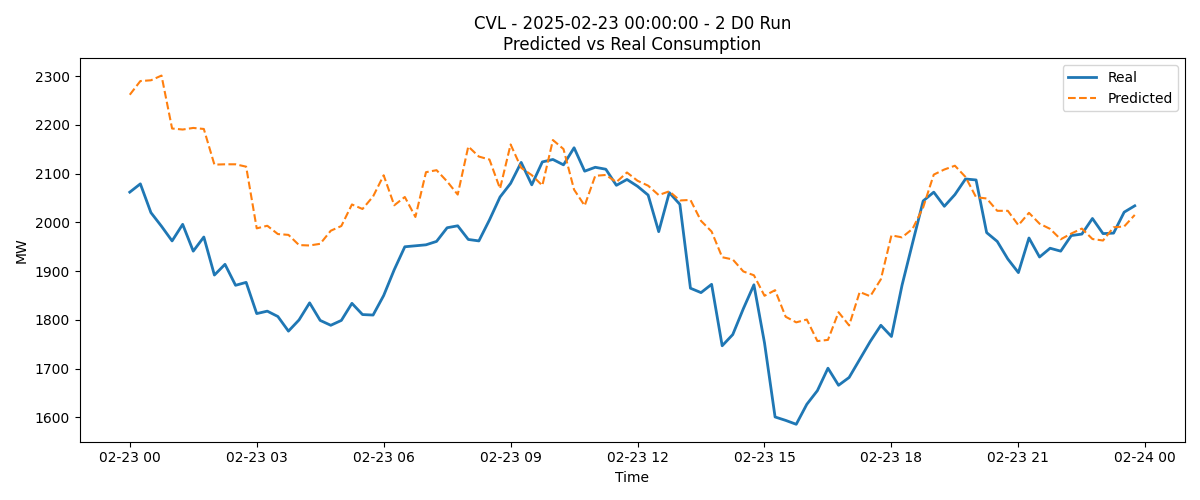 CVL - 2025-02-23 00:00:00 - 2 D0 Run
Predicted vs Real Consumption
Real
Predicted
MW
2300
2200
2100
2000
1900
1800
1700
1600
02-23 00
02-23 03
02-23 06
02-23 09
02-23 12
02-23 15
02-23 18
02-23 21
02-24 00
Time